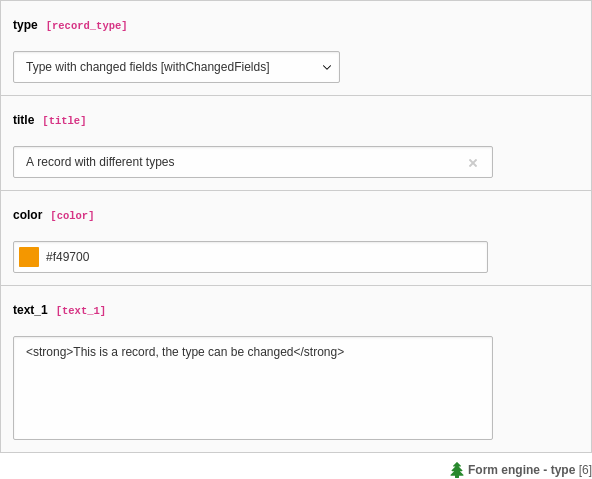 type [record_type]
Type with changed fields [withChangedFields]
title [title]
A record with different types
color [color]
#f49700
text_1 [text_1]
<strong>This is a record, the type can be changed</strong>
Form engine - type [6]